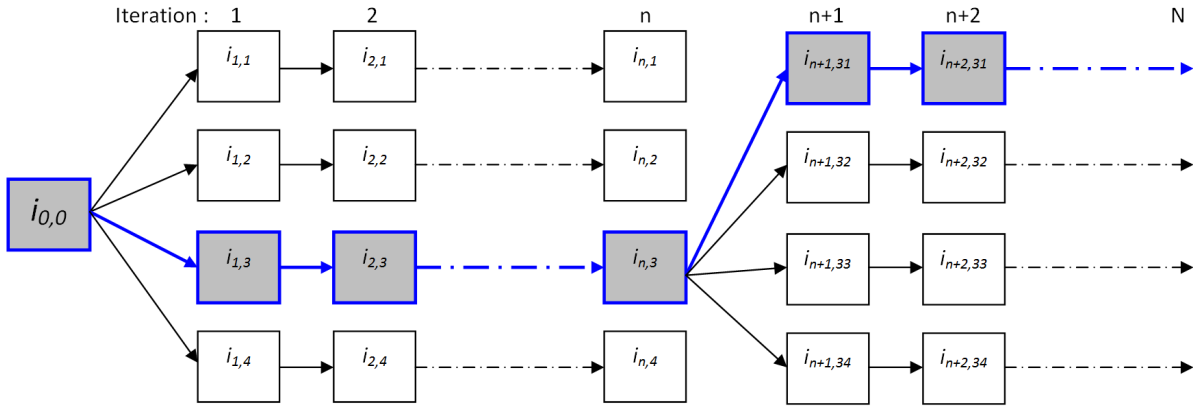 Iteration : 1 2 n n+1 n+2 N
i1,1 i2,1 in,1 in+1,31 in+2,31
i1,2 i2,2 in,2 in+1,32 in+2,32
i0,0
i1,3 i2,3 in,3 in+1,33 in+2,33
i1,4 i2,4 in,4 in+1,34 in+2,34